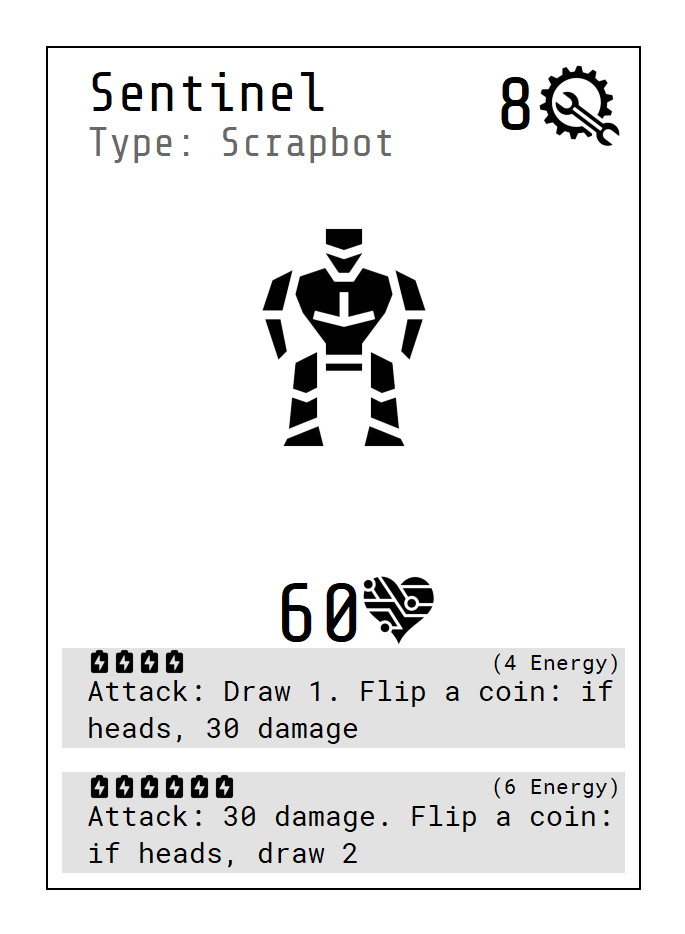 Sentinel
8
Type: Scrapbot
60
(4 Energy)
Attack: Draw 1. Flip a coin: if
heads, 30 damage
(6 Energy)
Attack: 30 damage. Flip a coin:
if heads, draw 2